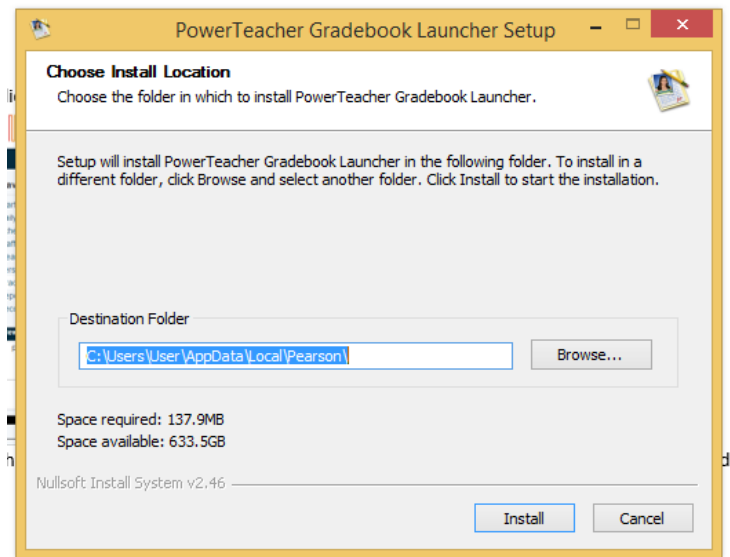 PowerTeacher Gradebook Launcher Setup
Choose Install Location
Choose the folder in which to install PowerTeacher Gradebook Launcher.
Setup will install PowerTeacher Gradebook Launcher in the following folder. To install in a
different folder, click Browse and select another folder. Click Install to start the installation.
Destination Folder
C:\Users\User\AppData\Local\Pearson\
Browse...
Space required: 137.9MB
Space available: 633.5GB
Nullsoft Install System v2.46
Install
Cancel